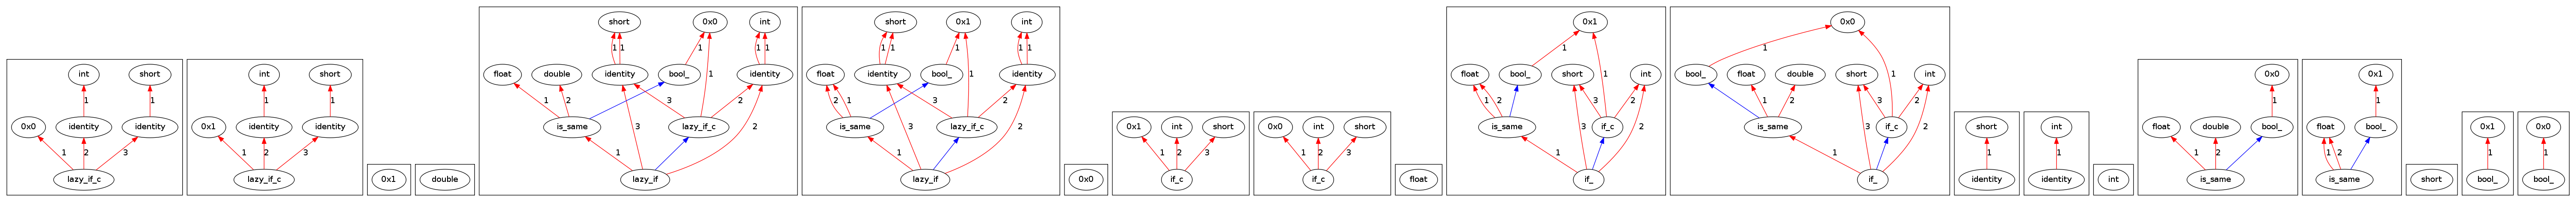 int short
1 1
0x0 identity identity
1 2 3
lazy_if_c
int short
1 1
0x1 identity identity
1 2 3
lazy_if_c
0x1
double
short 0x0 int
1 1 1 1 1
float double identity bool_ identity
1 2 3 1 2
is_same lazy_if_c
1 3 2
lazy_if
short 0x1 int
1 1 1 1 1
float identity bool_ identity
2 1 3 1 2
is_same lazy_if_c
1 3 2
lazy_if
0x0
0x1 int short
1 2 3
if_c
0x0 int short
1 2 3
if_c
float
0x1
1
float bool_ short int
1 2 3 1 2
is_same if_c
1 3 2
if_
0x0
1
bool_ float double short int
1 2 3 1 2
is_same if_c
1 3 2
if_
short
1
identity
int
1
identity
int
0x0
1
float double bool_
1 2
is_same
0x1
1
float bool_
1 2
is_same
short
0x1
1
bool_
0x0
1
bool_